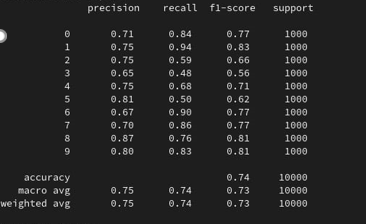 precision recall f1-score support
0 0.71 0.84 0.77 1000
1 0.75 0.94 0.83 1000
2 0.75 0.59 0.66 1000
3 0.65 0.48 0.56 1000
4 0.75 0.68 0.71 1000
5 0.81 0.50 0.62 1000
6 0.67 0.90 0.77 1000
7 0.70 0.86 0.77 1000
8 0.87 0.76 0.81 1000
9 0.80 0.83 0.81 1000
accuracy 0.74 10000
macro avg 0.75 0.74 0.73 10000
weighted avg 0.75 0.74 0.73 10000